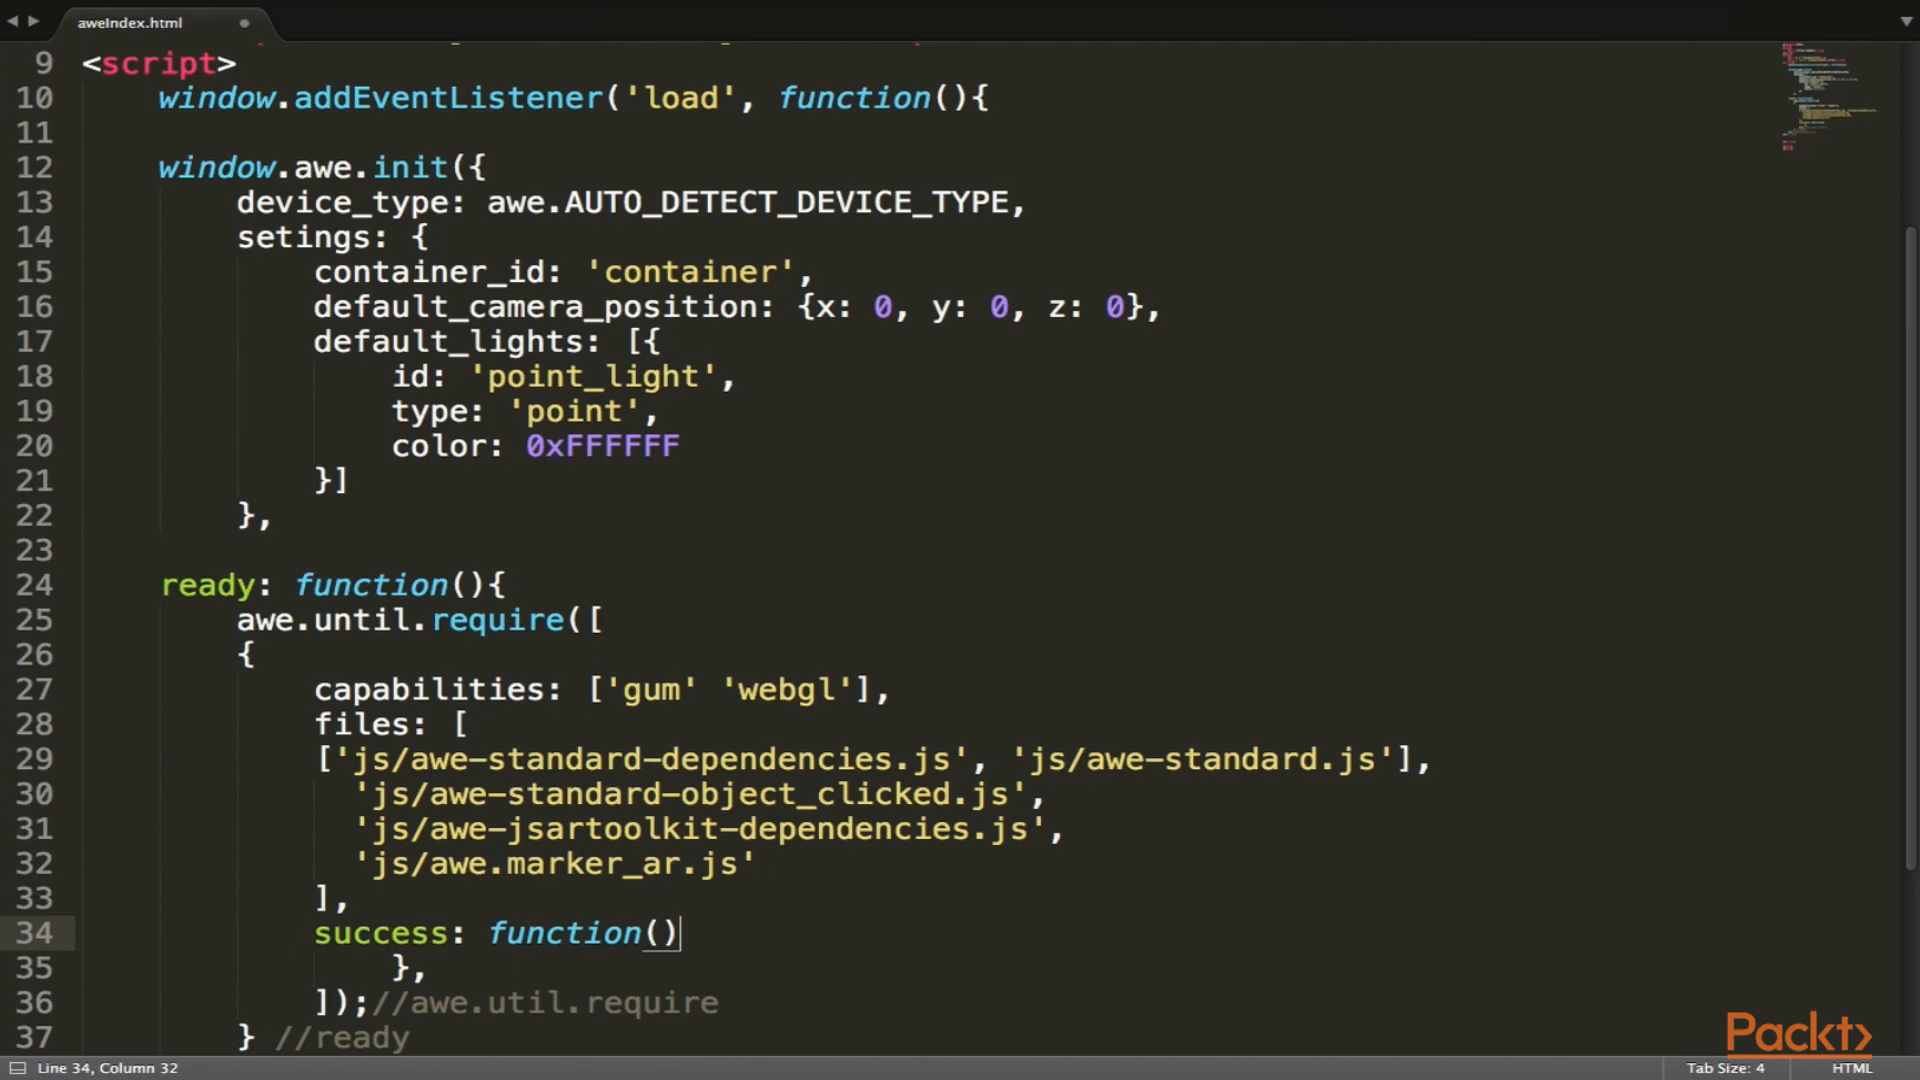 aweIndex.html
9 <script>
10 window.addEventListener('load', function(){
11
12 window.awe.init({
13 device_type: awe.AUTO_DETECT_DEVICE_TYPE,
14 setings: {
15 container_id: 'container',
16 default_camera_position: {x: 0, y: 0, z: 0},
17 default_lights: [{
18 id: 'point_light',
19 type: 'point',
20 color: 0xFFFFFF
21 }]
22 },
23
24 ready: function(){
25 awe.until.require([
26 {
27 capabilities: ['gum' 'webgl'],
28 files: [
29 ['js/awe-standard-dependencies.js', 'js/awe-standard.js'],
30 'js/awe-standard-object_clicked.js',
31 'js/awe-jsartoolkit-dependencies.js',
32 'js/awe.marker_ar.js'
33 ],
34 success: function()
35 },
36 ]);//awe.util.require
37 } //ready
Packt>
Line 34, Column 32
Tab Size: 4
HTML